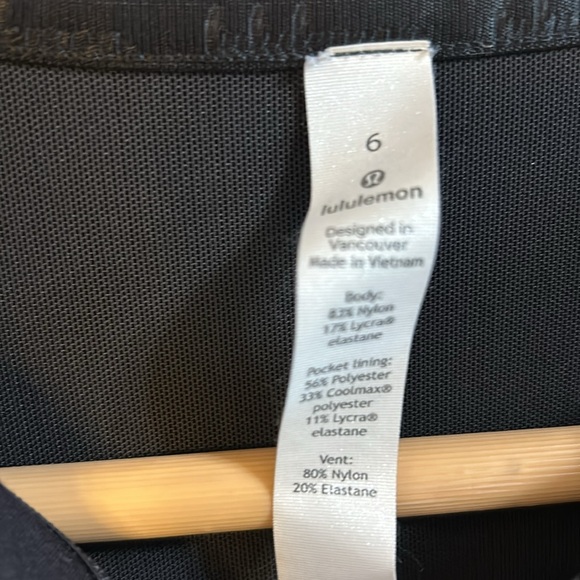 lululemon
6
lululemon
Designed in
Vancouver
Made in Vietnam
Body:
83% Nylon
17% Lycra®
elastane
Pocket lining:
56% Polyester
33% Coolmax®
polyester
11% Lycra®
elastane
Vent:
80% Nylon
20% Elastane